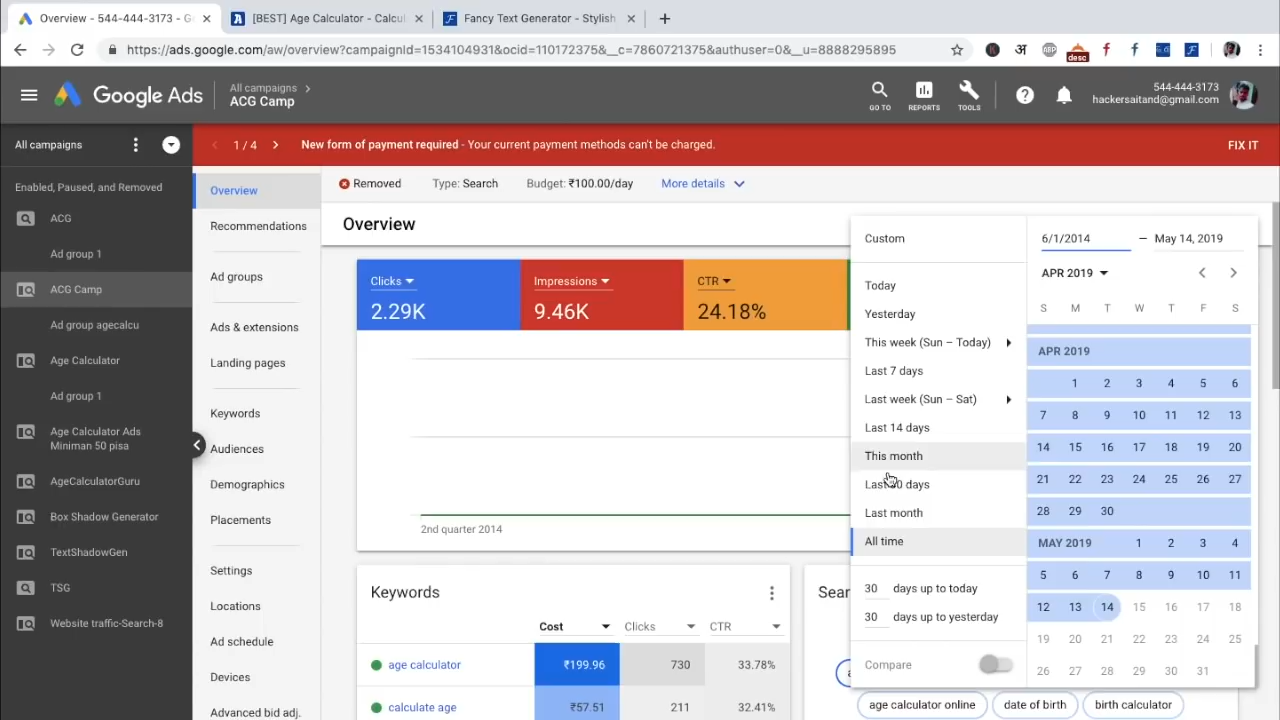 Overview - 544-444-3173 - G
[BEST] Age Calculator - Calcul
Fancy Text Generator - Stylish
https://ads.google.com/aw/overview?campaignId=1534104931&ocid=110172375&__c=7860721375&authuser=0&__u=8888295895
अ
ABP
desc
Google Ads
All campaigns
ACG Camp
GO TO
REPORTS
TOOLS
544-444-3173
hackersaitand@gmail.com
All campaigns
1 / 4
New form of payment required - Your current payment methods can't be charged.
FIX IT
Enabled, Paused, and Removed
ACG
Ad group 1
ACG Camp
Ad group agecalcu
Age Calculator
Ad group 1
Age Calculator Ads
Miniman 50 pisa
AgeCalculatorGuru
Box Shadow Generator
TextShadowGen
TSG
Website traffic-Search-8
Overview
Recommendations
Ad groups
Ads & extensions
Landing pages
Keywords
Audiences
Demographics
Placements
Settings
Locations
Ad schedule
Devices
Advanced bid adj.
Removed
Type: Search
Budget: ₹100.00/day
More details
Overview
Clicks
2.29K
Impressions
9.46K
CTR
24.18%
2nd quarter 2014
Keywords
Cost
Clicks
CTR
age calculator
₹199.96
730
33.78%
calculate age
₹57.51
211
32.41%
Sear
age calculator online
date of birth
birth calculator
Custom
Today
Yesterday
This week (Sun – Today)
Last 7 days
Last week (Sun – Sat)
Last 14 days
This month
Last 30 days
Last month
All time
30 days up to today
30 days up to yesterday
Compare
6/1/2014 – May 14, 2019
APR 2019
S M T W T F S
APR 2019
1 2 3 4 5 6
7 8 9 10 11 12 13
14 15 16 17 18 19 20
21 22 23 24 25 26 27
28 29 30
MAY 2019 1 2 3 4
5 6 7 8 9 10 11
12 13 14 15 16 17 18
19 20 21 22 23 24 25
26 27 28 29 30 31